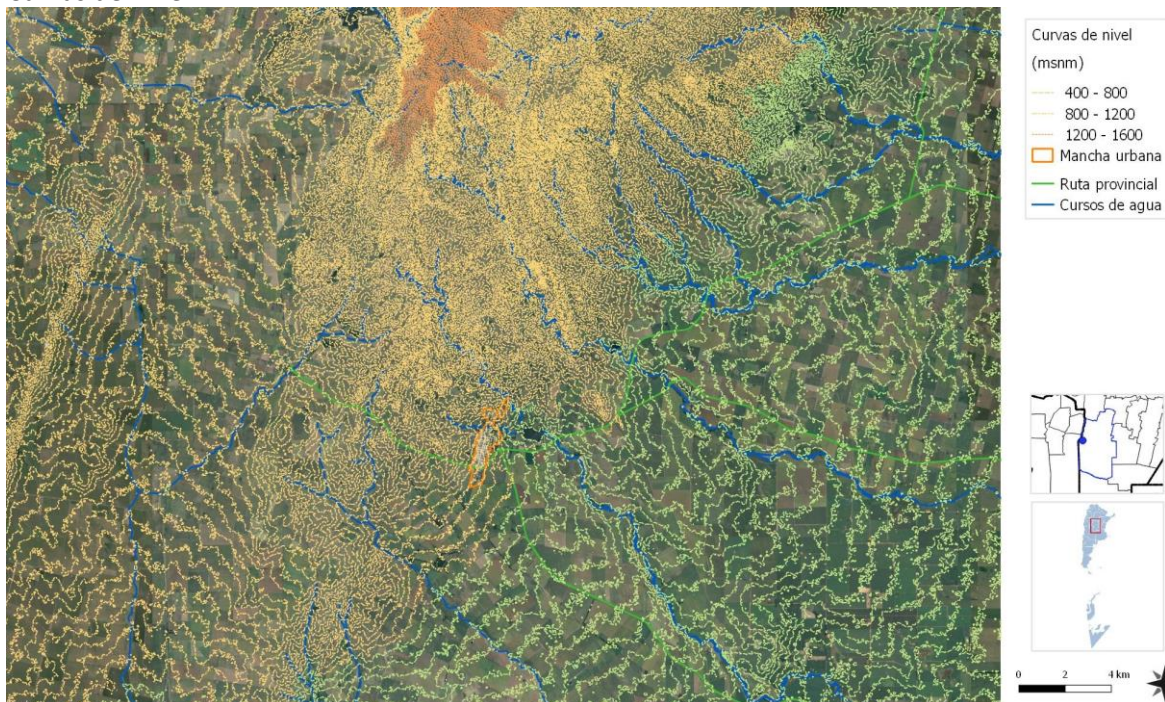 Curvas de nivel
(msnm)
400 - 800
800 - 1200
1200 - 1600
Mancha urbana
Ruta provincial
Cursos de agua
0 2 4 km